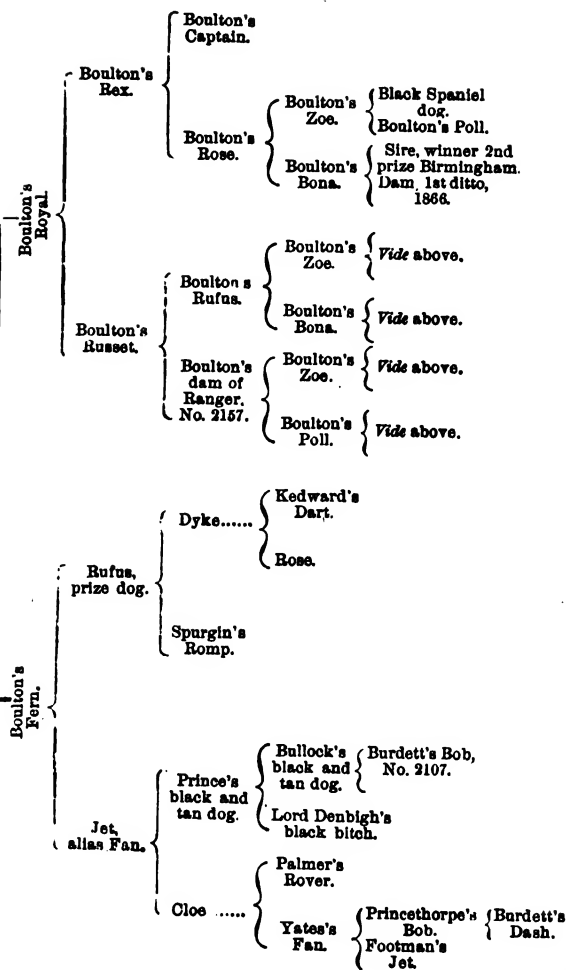 Boulton's
Royal.
Boulton's
Rex.
Boulton's
Captain.
Boulton's
Rose.
Boulton's
Zoe.
Black Spaniel
dog.
Boulton's Poll.
Boulton's
Bona.
Sire, winner 2nd
prize Birmingham.
Dam, 1st ditto,
1866.
Boulton's
Russet.
Boulton s
Rufus.
Boulton's
Zoe.
Vide above.
Boulton's
Bona.
Vide above.
Boulton's
dam of
Ranger.
No. 2157.
Boulton's
Zoe.
Vide above.
Boulton's
Poll.
Vide above.
Boulton's
Fern.
Rufus,
prize dog.
Dyke......
Kedward's
Dart.
Rose.
Spurgin's
Romp.
Jet,
alias Fan.
Prince's
black and
tan dog.
Bullock's
black and
tan dog.
Burdett's Bob,
No. 2107.
Lord Denbigh's
black bitch.
Cloe ......
Palmer's
Rover.
Yates's
Fan.
Princethorpe's
Bob.
Burdett's
Dash.
Footman's
Jet.